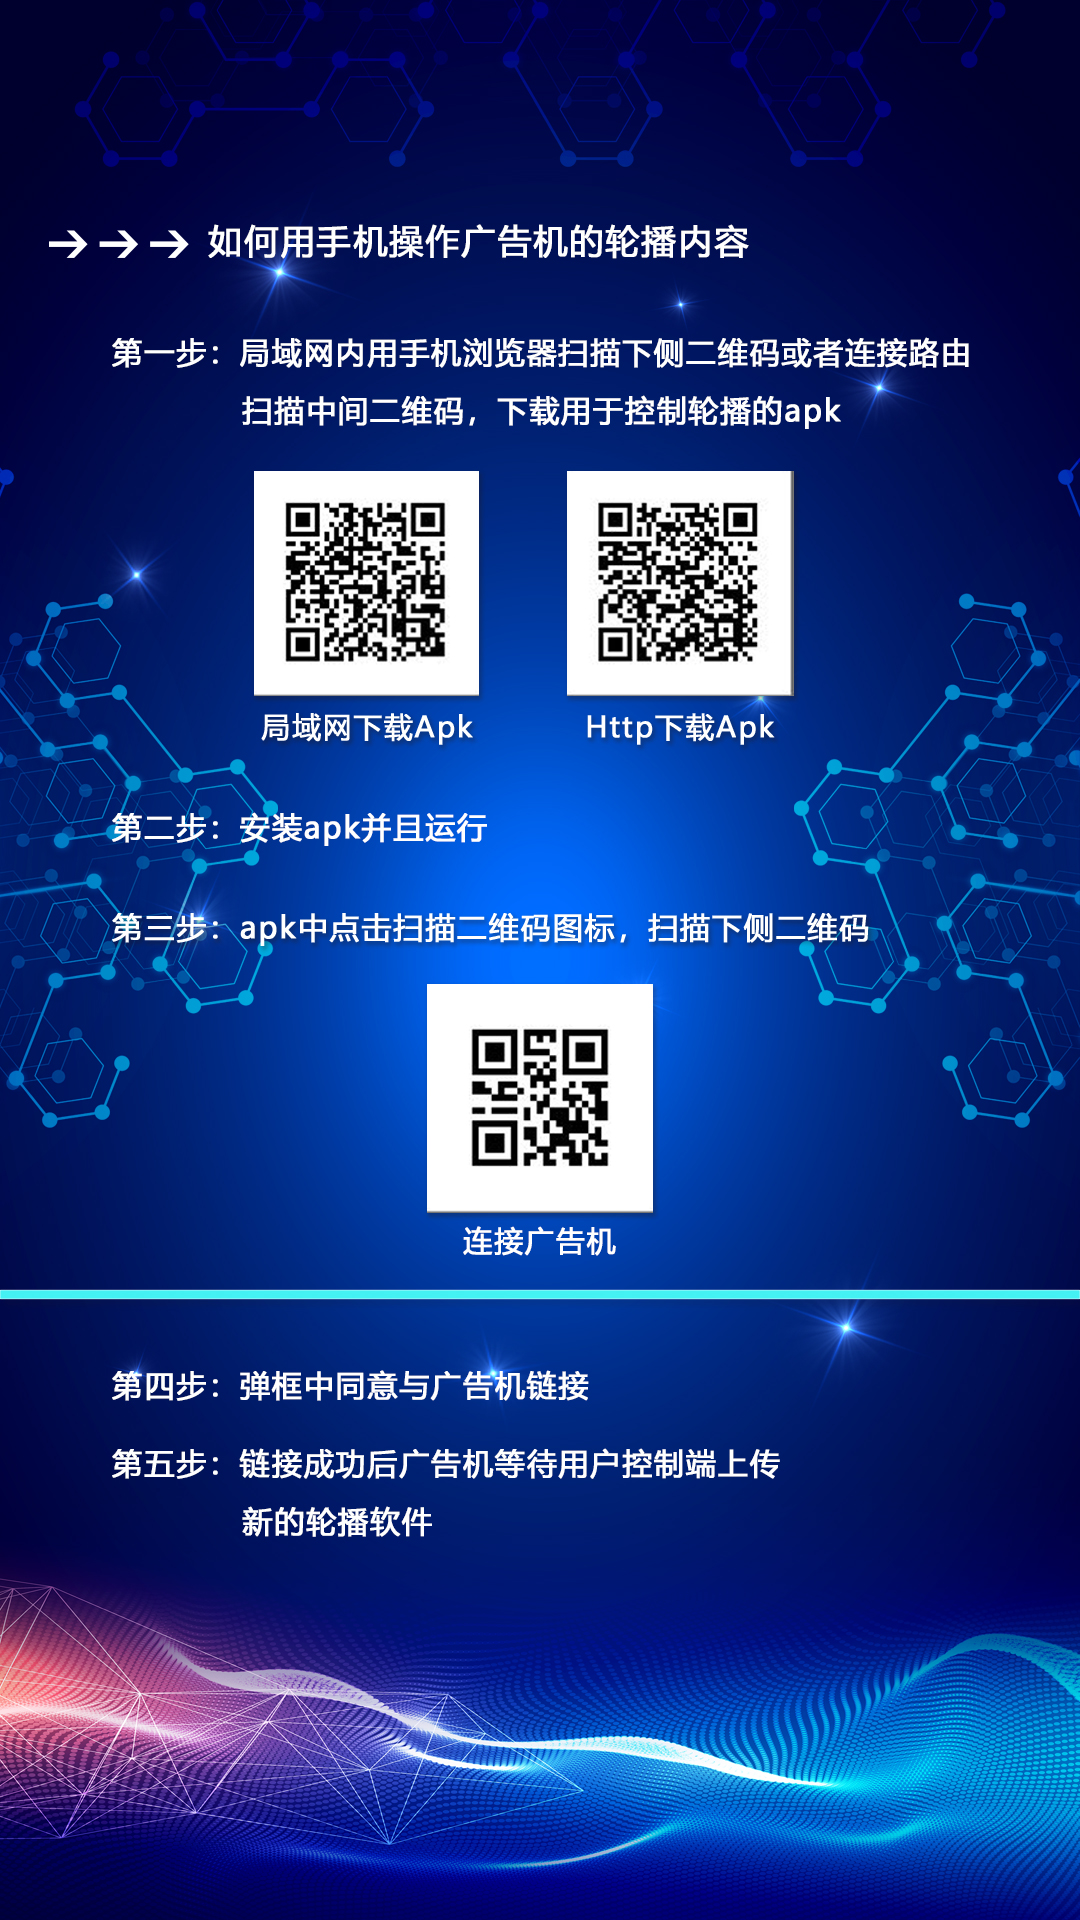 如何用手机操作广告机的轮播内容
第一步：局域网内用手机浏览器扫描下侧二维码或者连接路由
扫描中间二维码，下载用于控制轮播的apk
局域网下载Apk
Http下载Apk
第二步：安装apk并且运行
第三步：apk中点击扫描二维码图标，扫描下侧二维码
连接广告机
第四步：弹框中同意与广告机链接
第五步：链接成功后广告机等待用户控制端上传
新的轮播软件